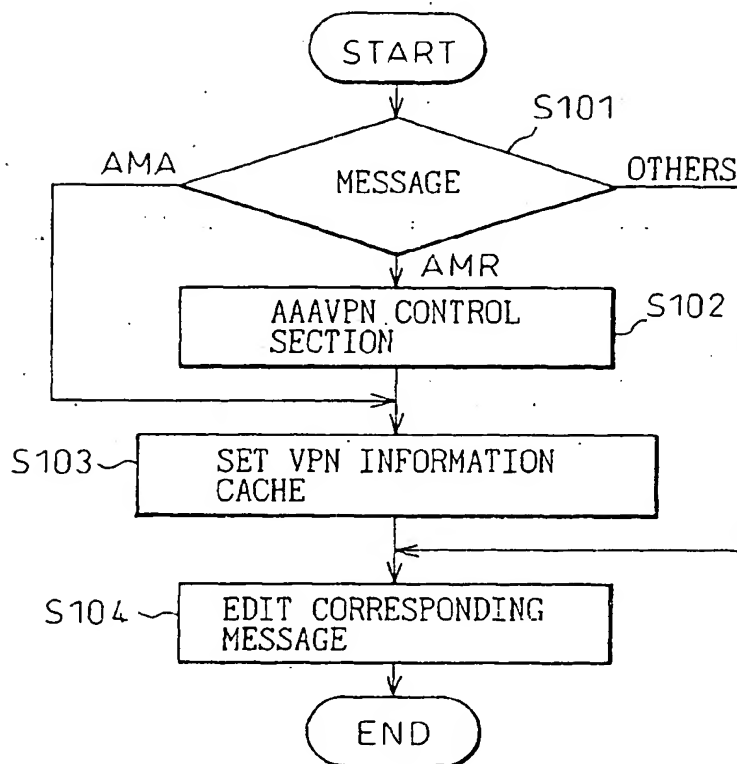 START
S101
AMA
MESSAGE
OTHERS
AMR
AAAVPN CONTROL
SECTION
S102
S103
SET VPN INFORMATION
CACHE
S104
EDIT CORRESPONDING
MESSAGE
END